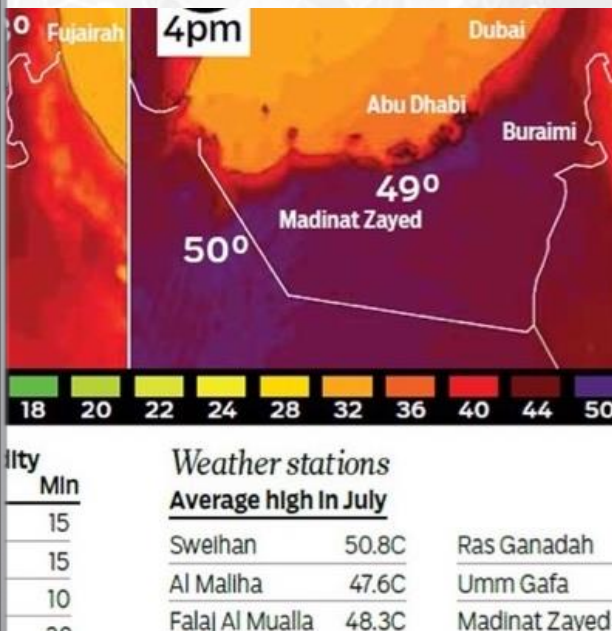 Fujairah
4pm
Dubai
Abu Dhabi
Buraimi
49º
Madinat Zayed
50º
18 20 22 24 28 32 36 40 44 50
Min
15
15
10
Weather stations
Average high in July
Sweihan 50.8C
Al Maliha 47.6C
Falaj Al Mualla 48.3C
Ras Ganadah
Umm Gafa
Madinat Zayed